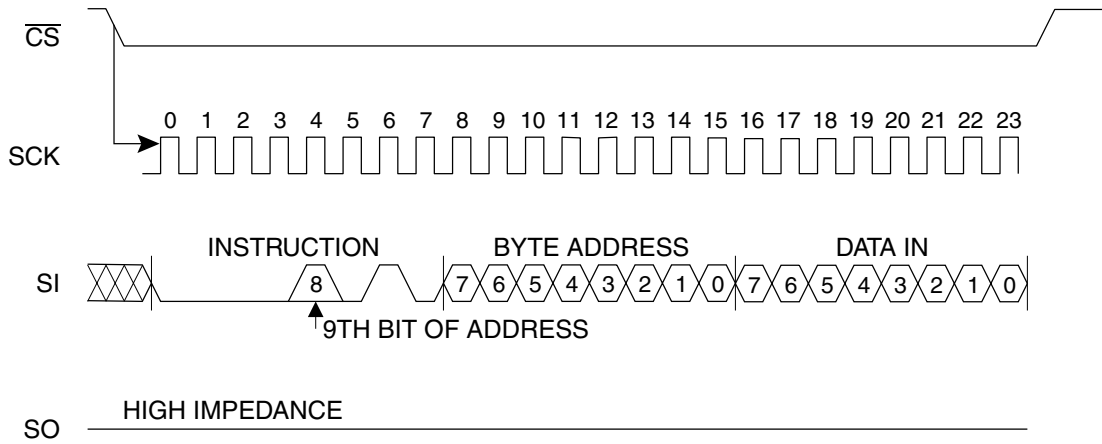 CS
0 1 2 3 4 5 6 7 8 9 10 11 12 13 14 15 16 17 18 19 20 21 22 23
SCK
INSTRUCTION BYTE ADDRESS DATA IN
SI 8 7 6 5 4 3 2 1 0 7 6 5 4 3 2 1 0
9TH BIT OF ADDRESS
HIGH IMPEDANCE
SO